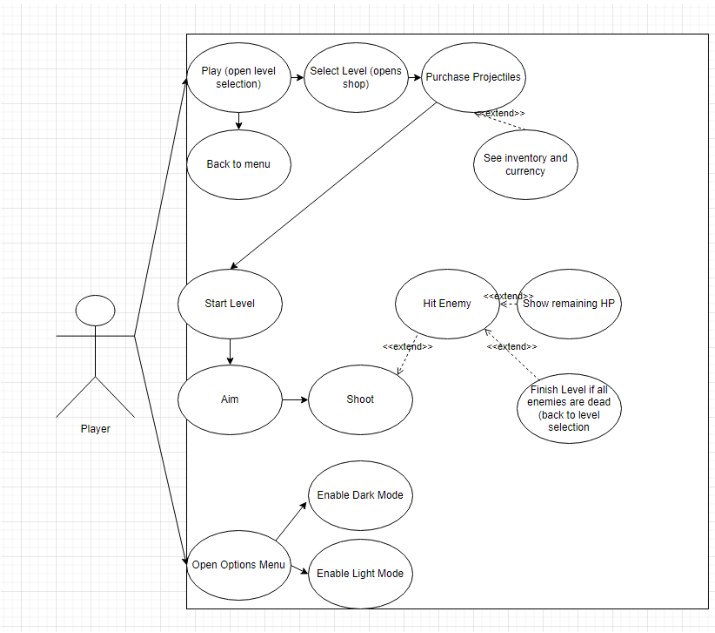 Play (open level
selection)
Select Level (opens
shop)
Purchase Projectiles
<<extend>>
Back to menu
See inventory and
currency
Start Level
Hit Enemy
<<extend>>
Show remaining HP
<<extend>>
<<extend>>
Aim
Shoot
Finish Level if all
enemies are dead
(back to level
selection
Player
Enable Dark Mode
Open Options Menu
Enable Light Mode